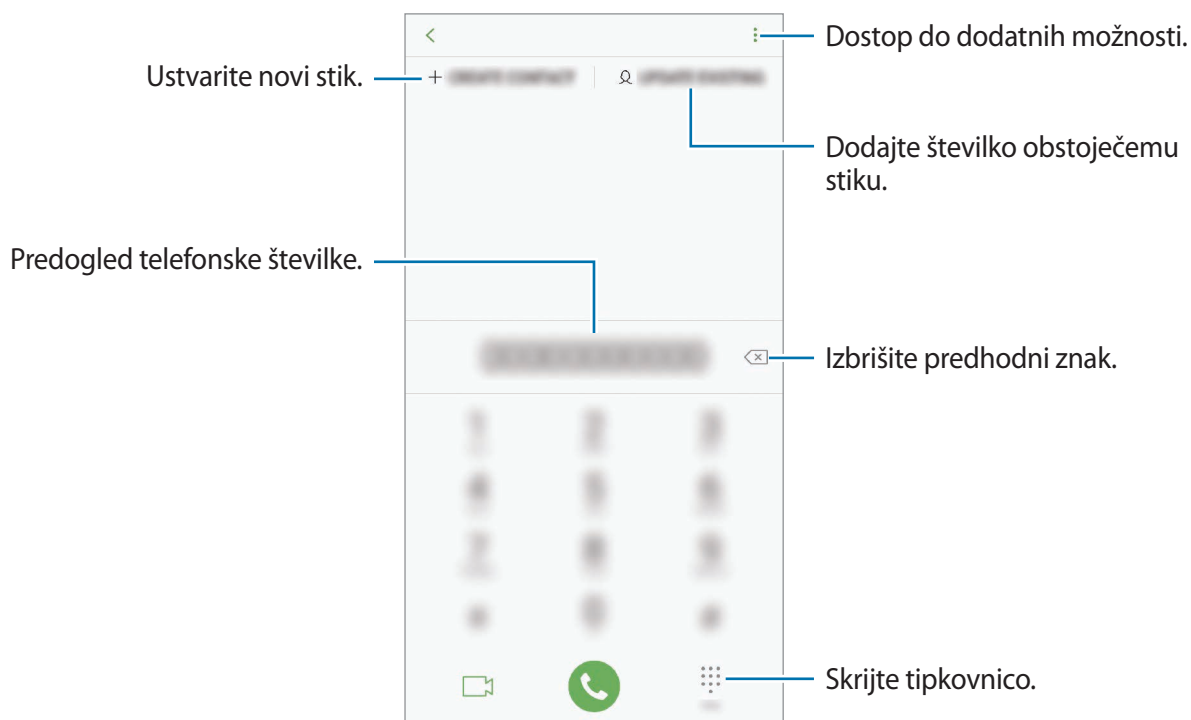 Dostop do dodatnih možnosti.
Ustvarite novi stik.
Dodajte številko obstoječemu
stiku.
Predogled telefonske številke.
Izbrišite predhodni znak.
Skrijte tipkovnico.